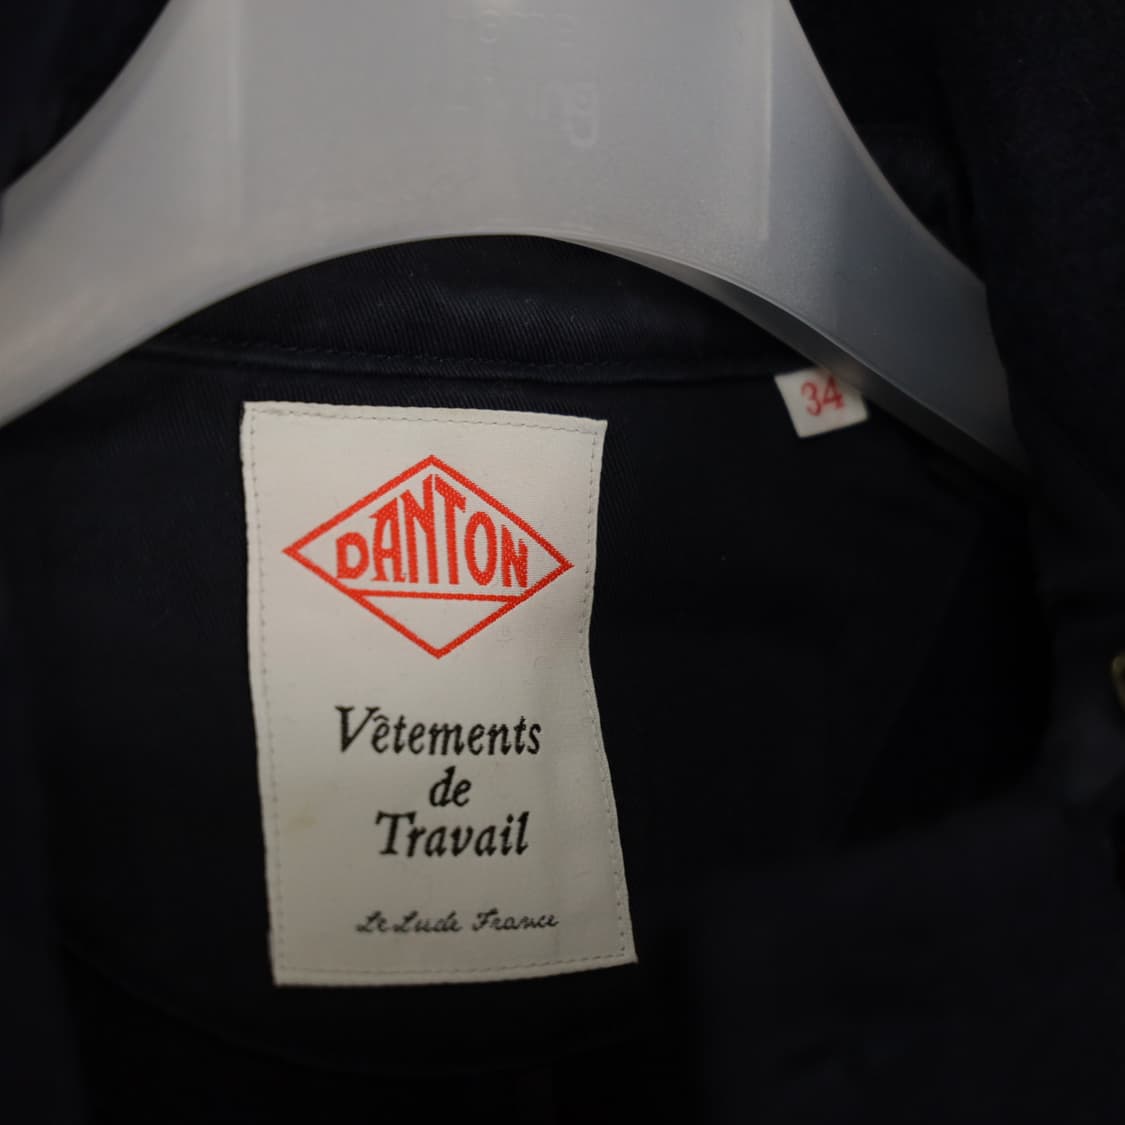 34
DANTON
Vêtements
de
Travail
Le Lude France